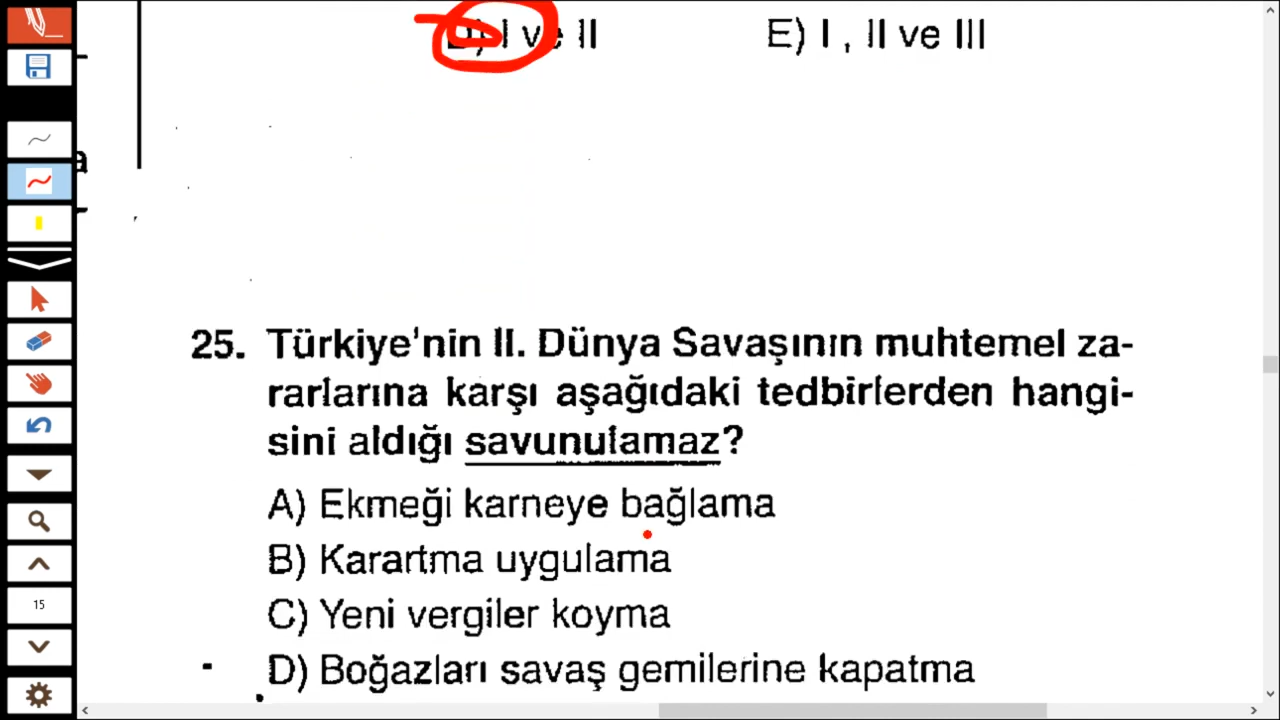 D) I ve II E) I , II ve III
a
25. Türkiye'nin II. Dünya Savaşının muhtemel za-
rarlarına karşı aşağıdaki tedbirlerden hangi-
sini aldığı savunulamaz?
A) Ekmeği karneye bağlama
B) Karartma uygulama
C) Yeni vergiler koyma
D) Boğazları savaş gemilerine kapatma
15